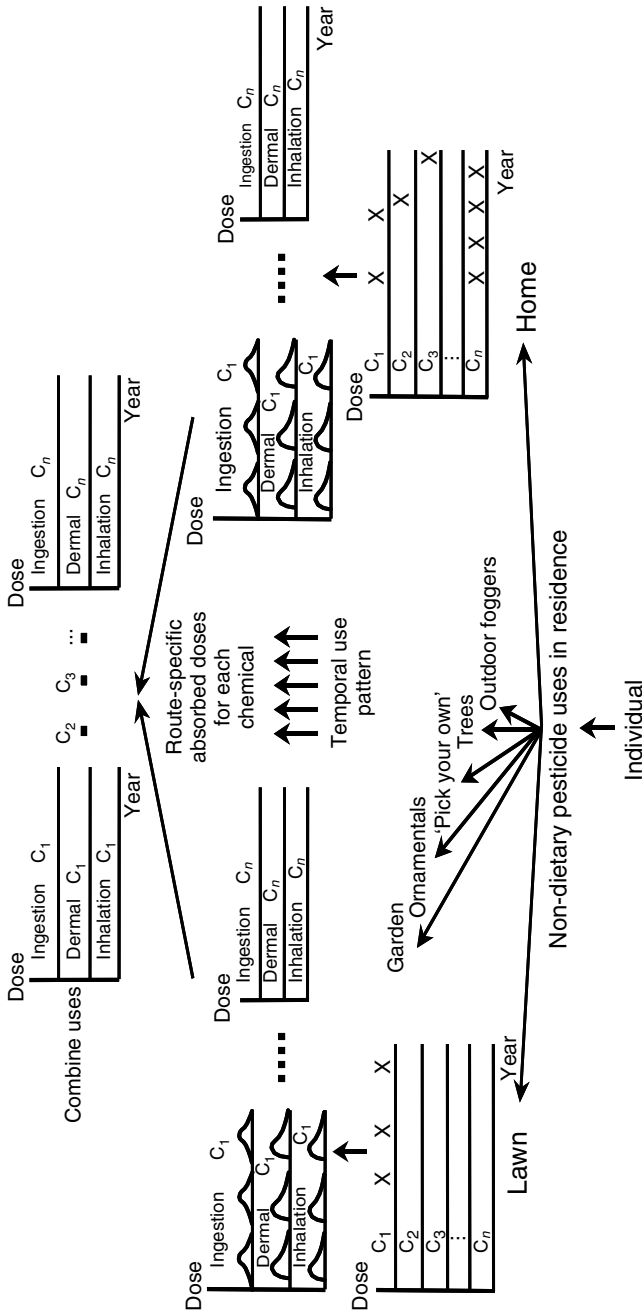 Dose
Ingestion C1
Dermal C1
Inhalation C1
Year
Combine uses
C2 C3 ...
Dose
Ingestion Cn
Dermal Cn
Inhalation Cn
Year
Dose
Ingestion C1
Dermal C1
Inhalation C1
Dose
Ingestion Cn
Dermal Cn
Inhalation Cn
Route-specific
absorbed doses
for each
chemical
Temporal use
pattern
Dose
Ingestion C1
Dermal C1
Inhalation C1
Dose
Ingestion Cn
Dermal Cn
Inhalation Cn
Year
Dose
C1 X X X
C2
C3
...
Cn
Year
Lawn
Garden
Ornamentals
'Pick your own'
Trees
Outdoor foggers
Dose
C1 X X
C2 X
C3 X
...
Cn X X X X
Year
Home
Non-dietary pesticide uses in residence
Individual